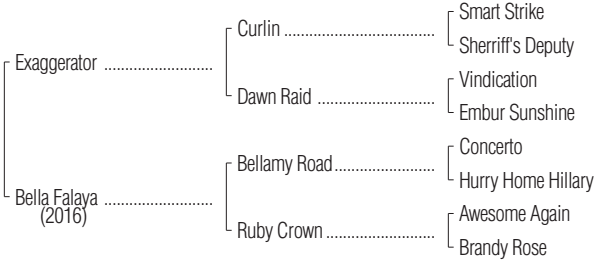 Smart Strike
Curlin ....................................
Sherriff's Deputy
Exaggerator ..........................
Vindication
Dawn Raid ............................
Embur Sunshine
Concerto
Bellamy Road........................
Hurry Home Hillary
Bella Falaya ..........................
(2016)
Awesome Again
Ruby Crown ..........................
Brandy Rose